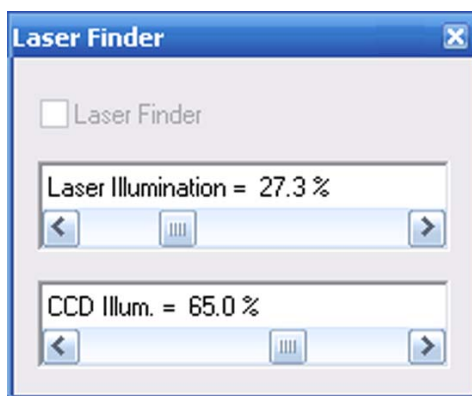 Laser Finder
Laser Finder
Laser Illumination = 27.3 %
CCD Illum. = 65.0 %